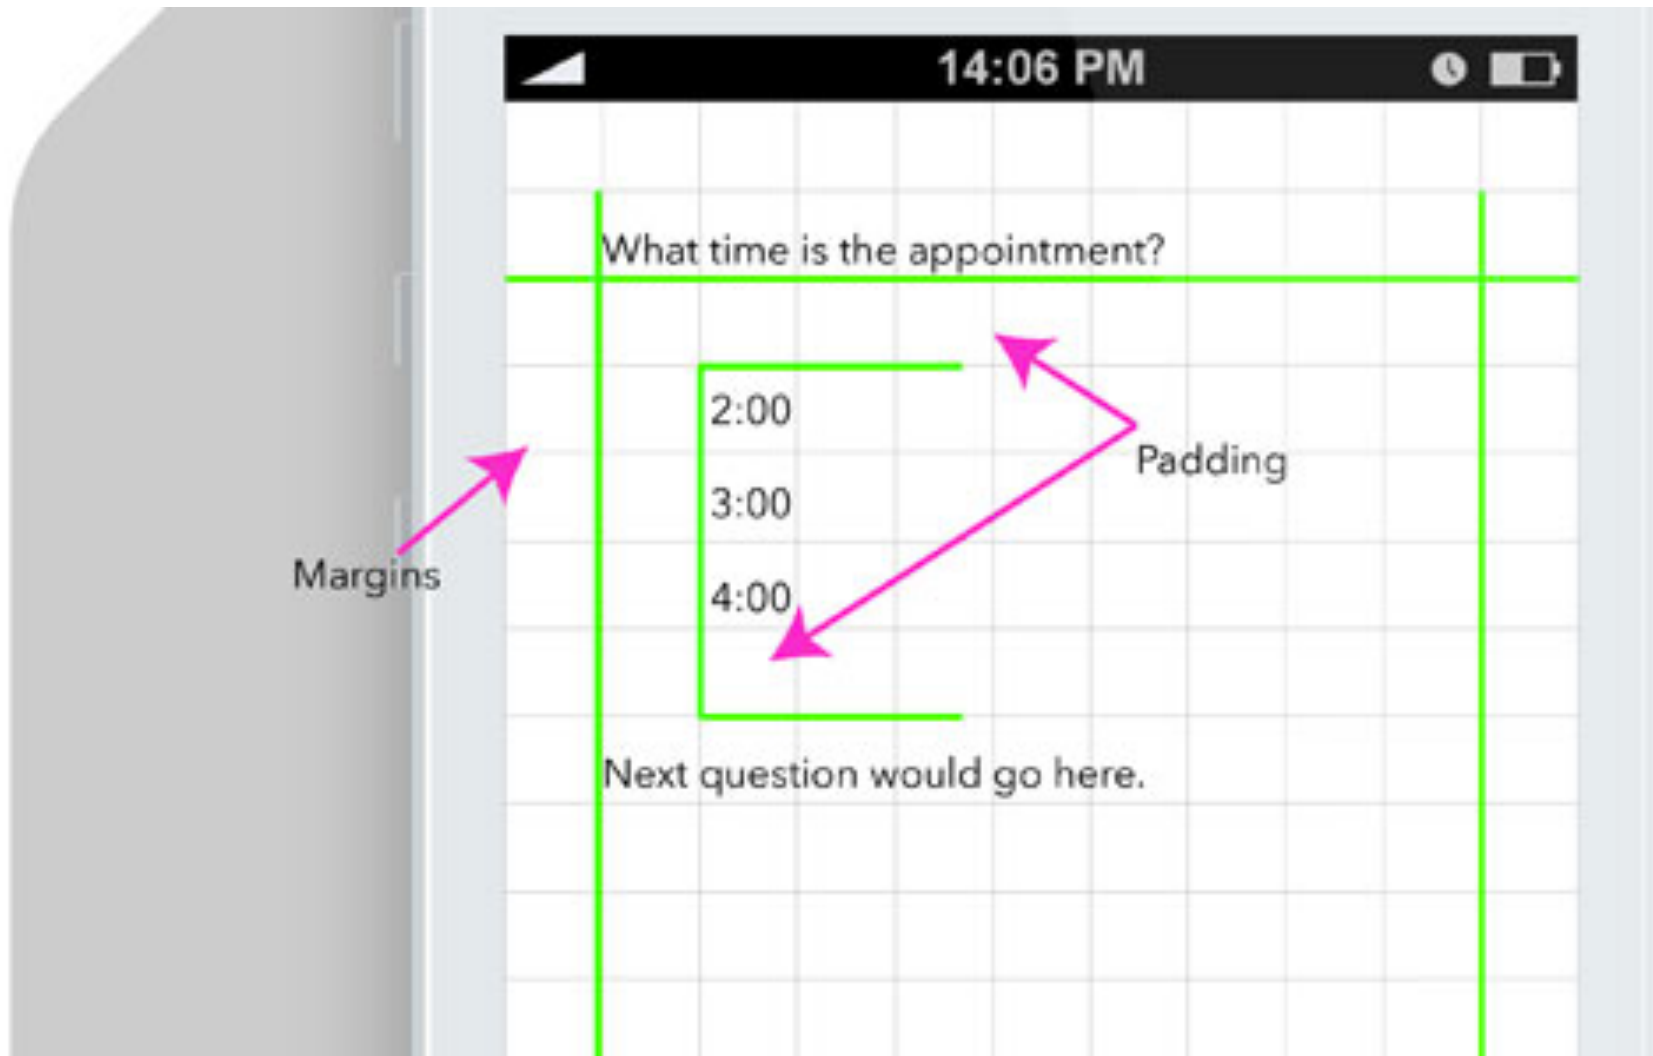 14:06 PM
What time is the appointment?
2:00
Padding
3:00
Margins
4:00
Next question would go here.